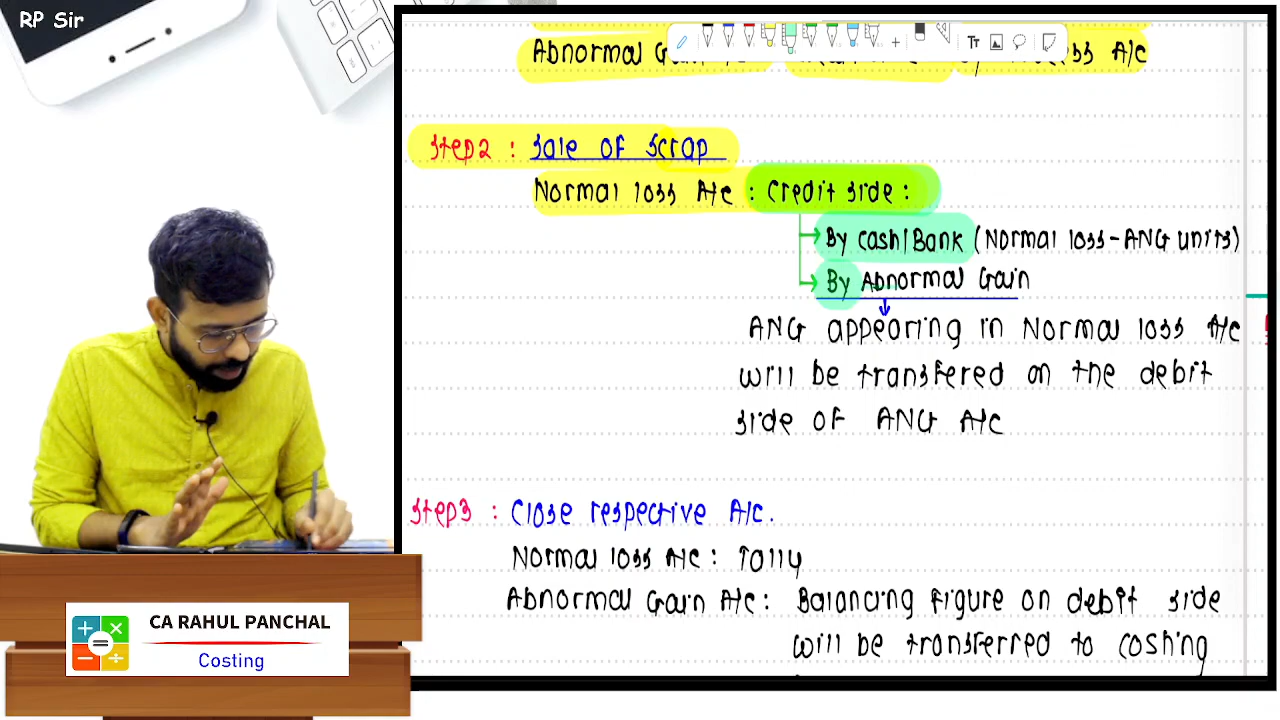 RP Sir
Abnormal A/c
Step2 : Sale of Scrap
Normal loss A/c : Credit side :
By Cash/Bank (Normal loss-ANG units)
By Abnormal Gain
ANG appearing in Normal loss A/c
will be transfered on the debit
side of ANG A/c
Step3 : Close respective A/c.
Normal loss A/c : Tally
Abnormal Gain A/c : Balancing figure on debit side
will be transferred to costing
CA RAHUL PANCHAL
Costing
Tт